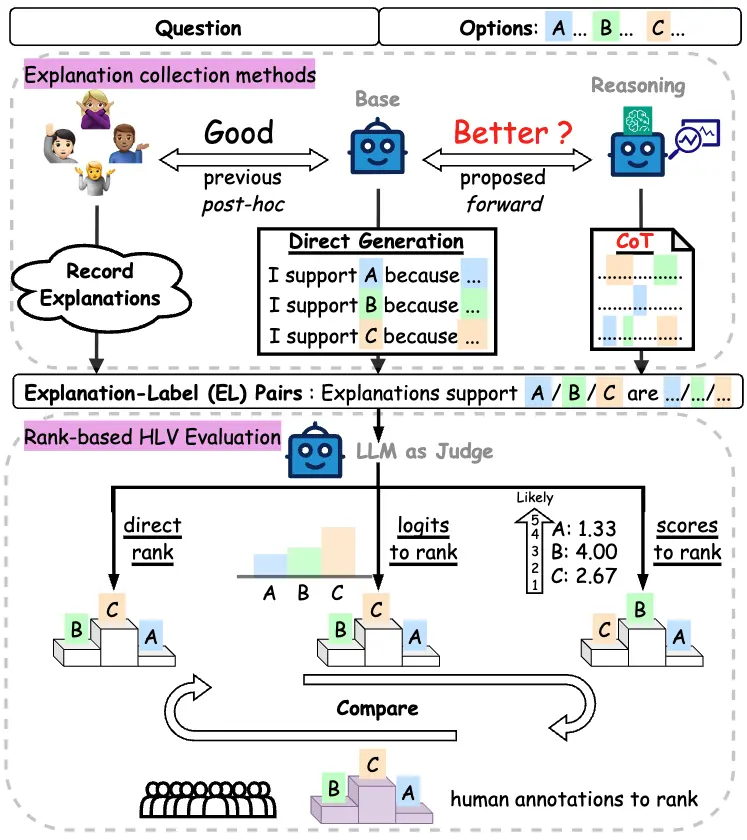 Question
Options: A... B... C...
Explanation collection methods
Base
Reasoning
Good
previous
post-hoc
Better ?
proposed
forward
Record
Explanations
Direct Generation
I support A because ...
I support B because ...
I support C because ...
CoT
....................
....................
....................
Explanation-Label (EL) Pairs : Explanations support A / B / C are .../.../...
Rank-based HLV Evaluation
LLM as Judge
direct
rank
A B C
logits
to rank
Likely
5
4
3
2
1
A: 1.33
B: 4.00
C: 2.67
scores
to rank
B C A
B C A
C B A
Compare
B C A
human annotations to rank